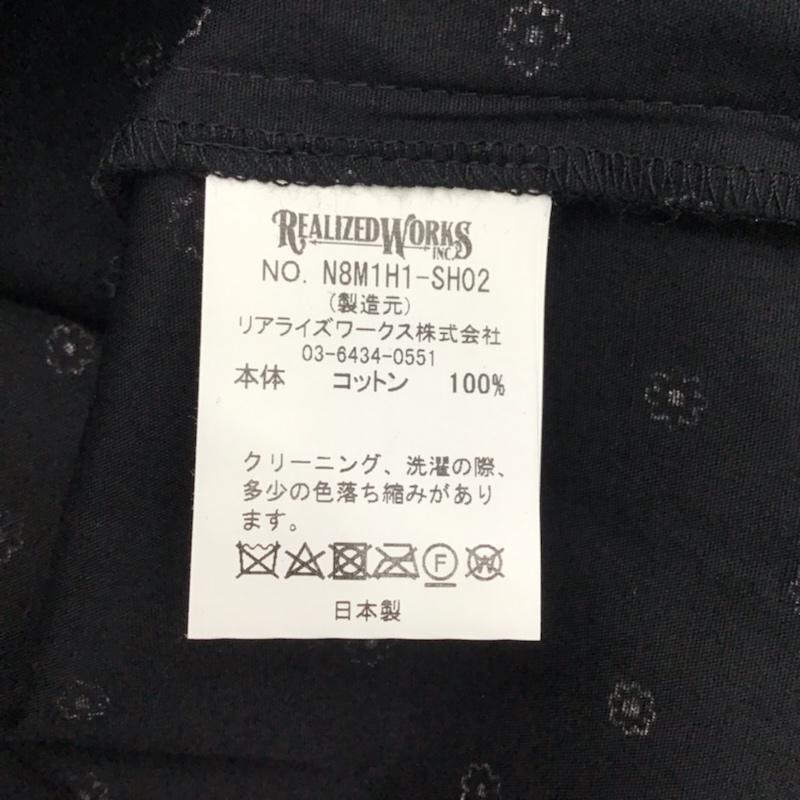 REALIZED WORKS
INC.
NO. N8M1H1-SH02
(製造元)
リアライズワークス株式会社
03-6434-0551
本体 コットン 100%
クリーニング、洗濯の際、
多少の色落ち縮みがあり
ます。
F W
日本製